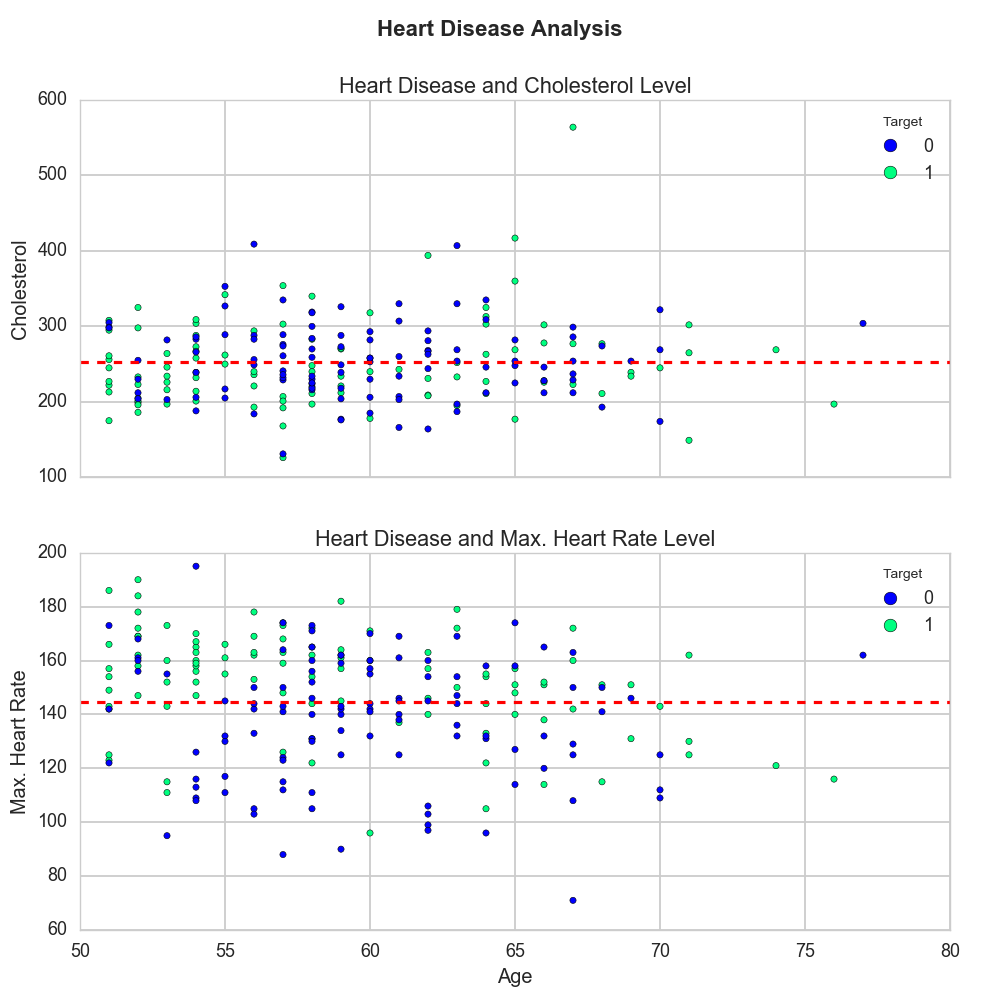 Heart Disease Analysis
Heart Disease and Cholesterol Level
600
500
400
300
200
100
Cholesterol
Target
0
1
Heart Disease and Max. Heart Rate Level
200
180
160
140
120
100
80
60
Max. Heart Rate
Target
0
1
50 55 60 65 70 75 80
Age